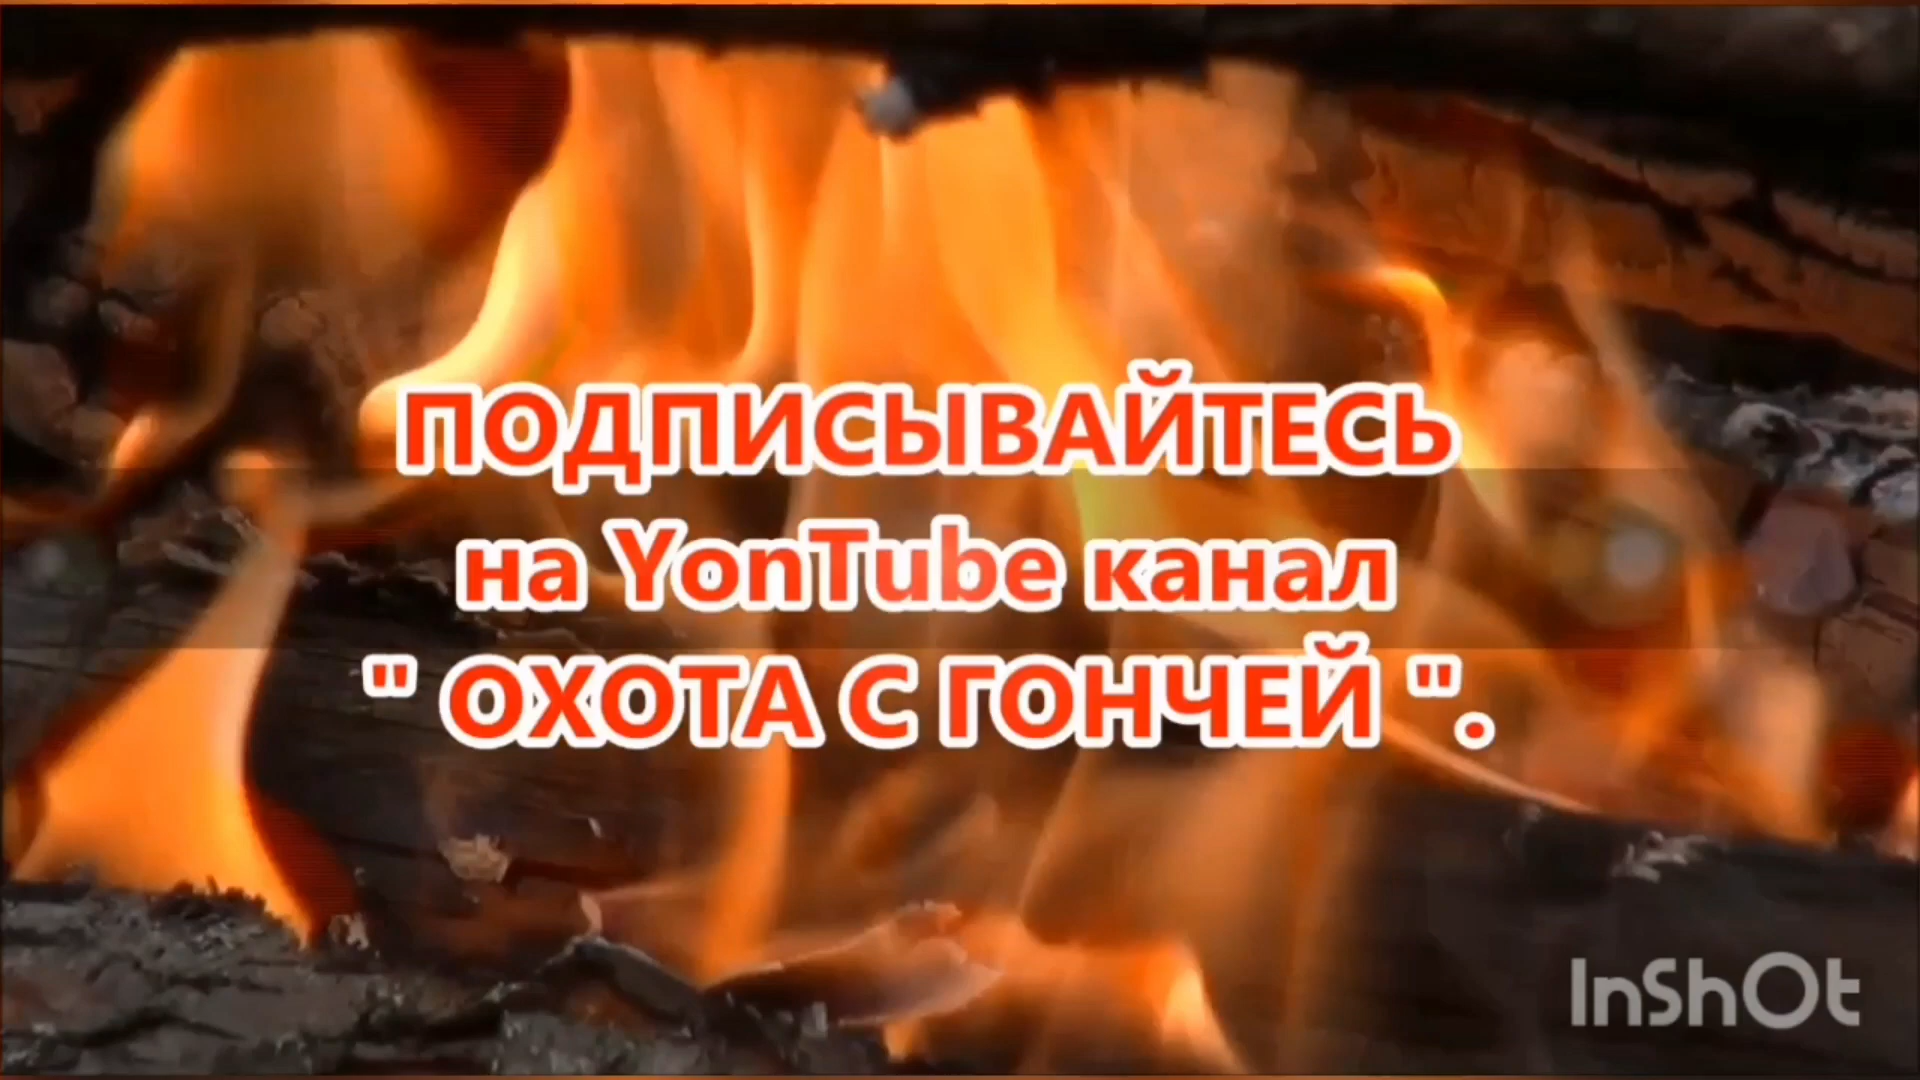 ПОДПИСЫВАЙТЕСЬ
на YonTube канал
" ОХОТА С ГОНЧЕЙ ".
InShOt